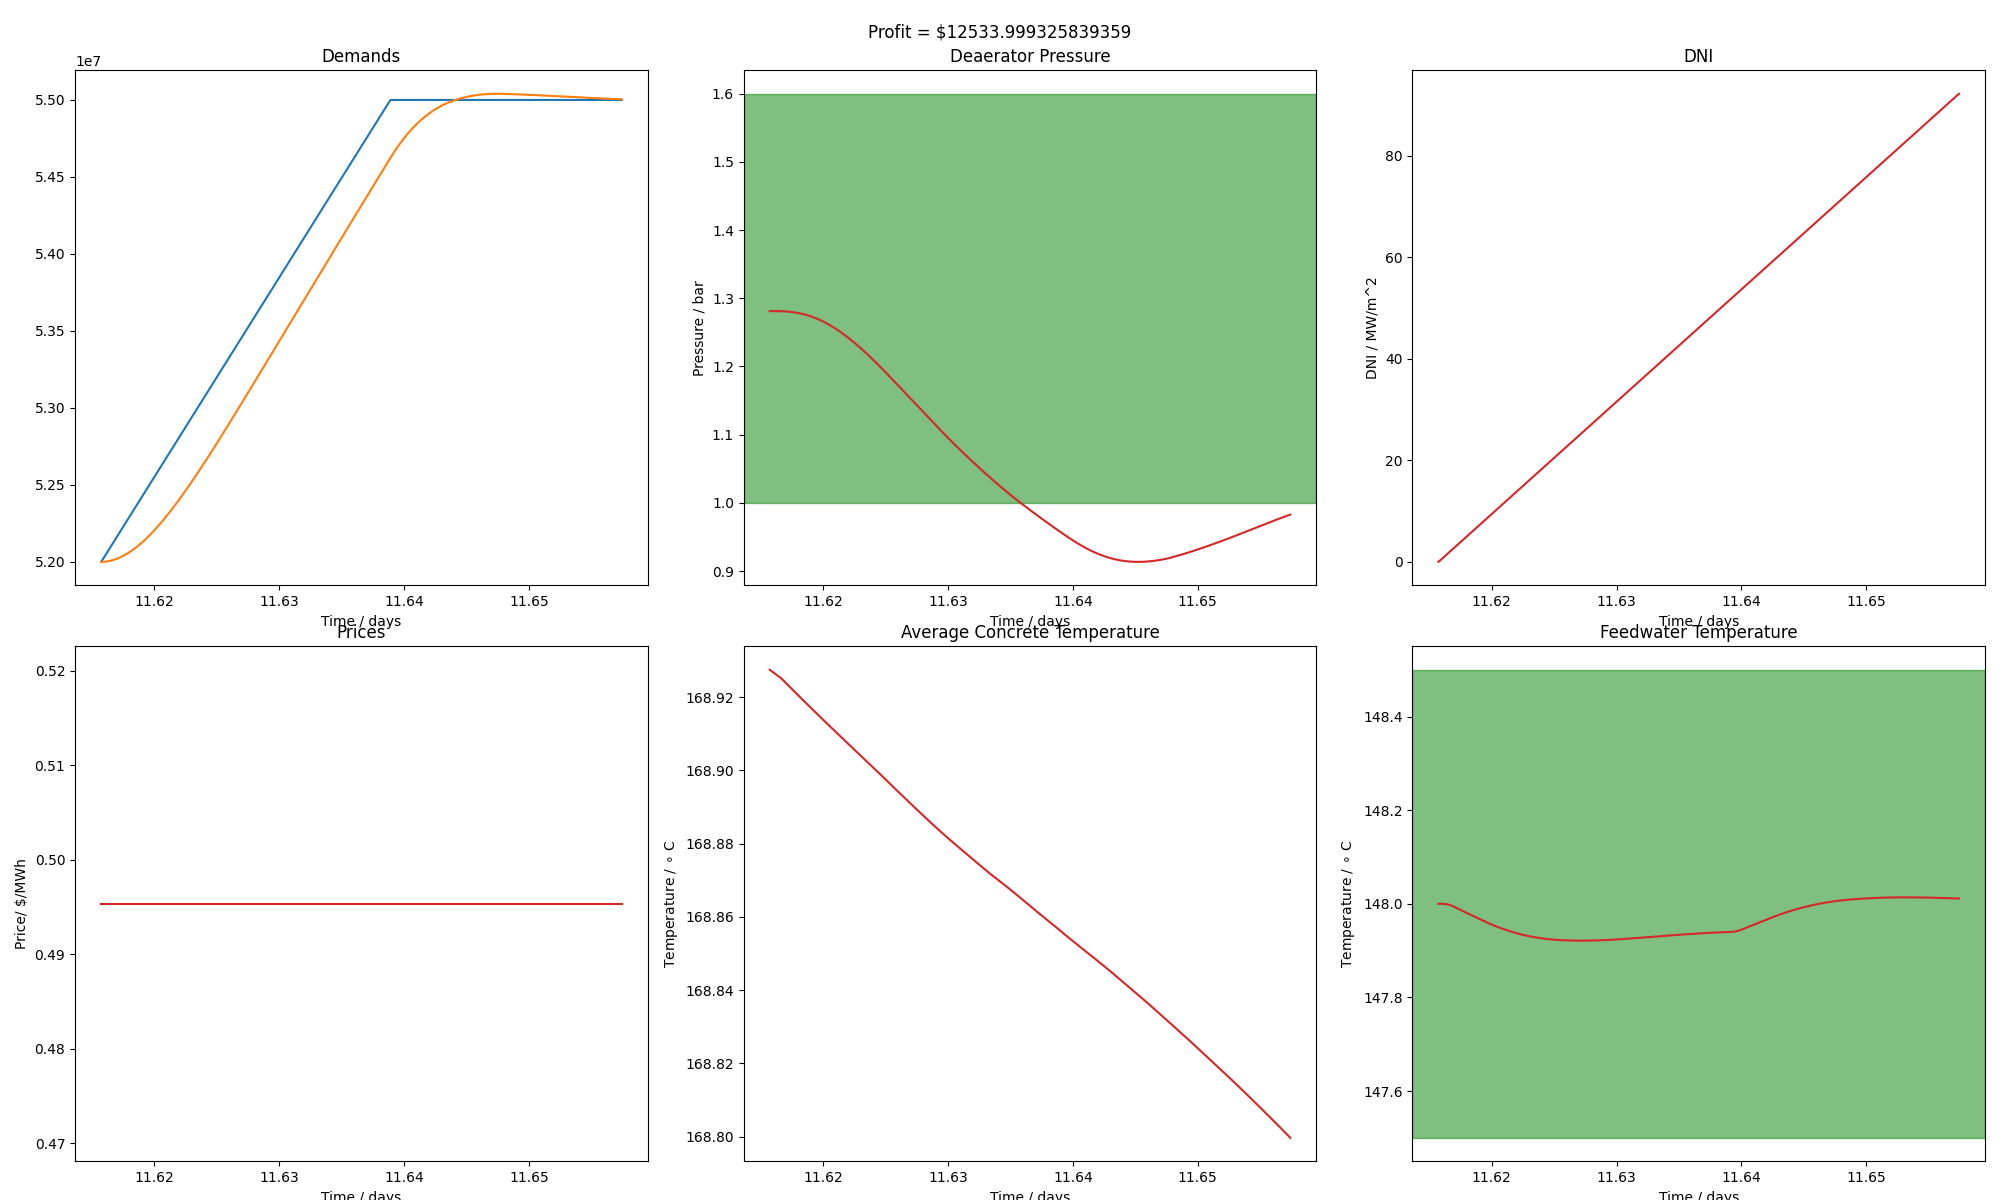 Profit = $12533.999325839359
Demands
1e7
5.50
5.45
5.40
5.35
5.30
5.25
5.20
11.62 11.63 11.64 11.65
Time / days
Deaerator Pressure
Pressure / bar
1.6
1.5
1.4
1.3
1.2
1.1
1.0
0.9
11.62 11.63 11.64 11.65
Time / days
DNI
DNI / MW/m^2
80
60
40
20
0
11.62 11.63 11.64 11.65
Time / days
Prices
Price/ $/MWh
0.52
0.51
0.50
0.49
0.48
0.47
11.62 11.63 11.64 11.65
Time / days
Average Concrete Temperature
Temperature / ∘ C
168.92
168.90
168.88
168.86
168.84
168.82
168.80
11.62 11.63 11.64 11.65
Time / days
Feedwater Temperature
Temperature / ∘ C
148.4
148.2
148.0
147.8
147.6
11.62 11.63 11.64 11.65
Time / days